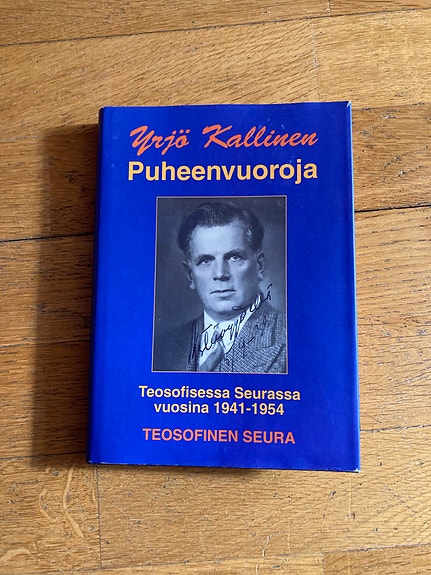 Yrjö Kallinen
Puheenvuoroja
Teosofisessa Seurassa
vuosina 1941-1954
TEOSOFINEN SEURA